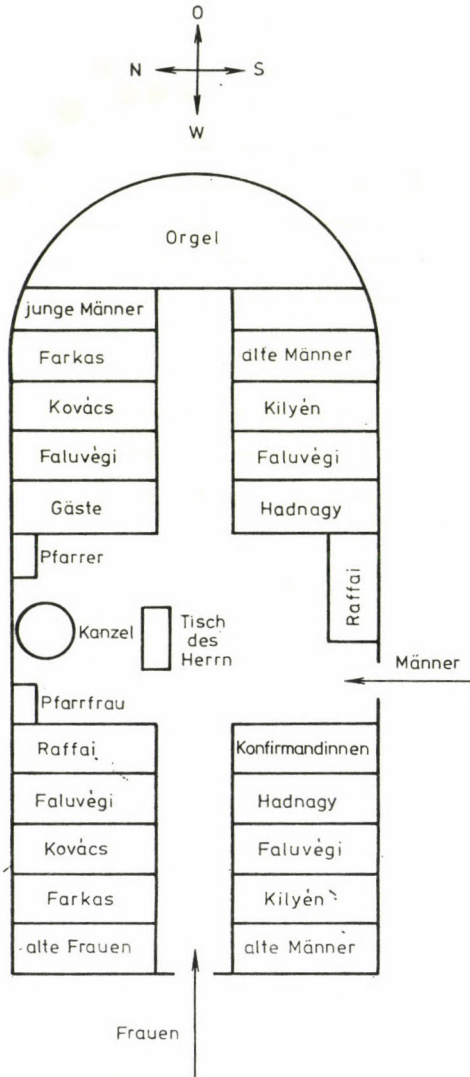 O
N S
W
Orgel
junge Männer
Farkas
älfe Männer
Kovács
Kilyén
Faluvégi
Faluvégi
Gäste
Hadnagy
Pfarrer
Raffai
Kanzel
Tisch
des
Herrn
Männer
Pfarrfrau
Raffai
Konfirmandinnen
Faluvégi
Hadnagy
Kovács
Faluvégi
Farkas
Kilyén
alte Frauen
alte Männer
Frauen